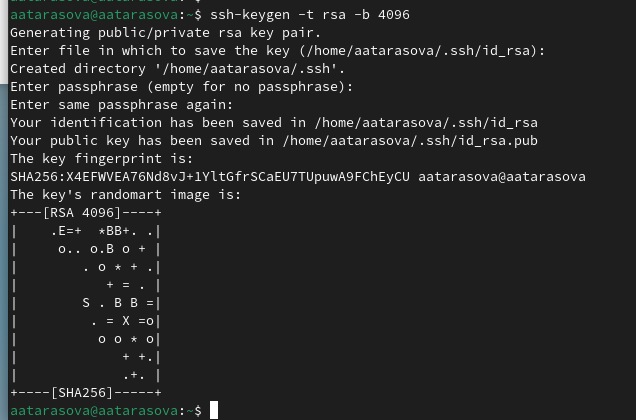 aatarasova@aatarasova:~$ ssh-keygen -t rsa -b 4096
Generating public/private rsa key pair.
Enter file in which to save the key (/home/aatarasova/.ssh/id_rsa):
Created directory '/home/aatarasova/.ssh'.
Enter passphrase (empty for no passphrase):
Enter same passphrase again:
Your identification has been saved in /home/aatarasova/.ssh/id_rsa
Your public key has been saved in /home/aatarasova/.ssh/id_rsa.pub
The key fingerprint is:
SHA256:X4EFWVEA76Nd8vJ+1YltGfrSCaEU7TUpuwA9FChEyCU aatarasova@aatarasova
The key's randomart image is:
+---[RSA 4096]----+
|    .E=+  *BB+. .|
|     o.. o.B o + |
|        . o * + .|
|           + = . |
|        S . B B =|
|         . = X =o|
|          o o * o|
|             + +.|
|             .+. |
+----[SHA256]-----+
aatarasova@aatarasova:~$